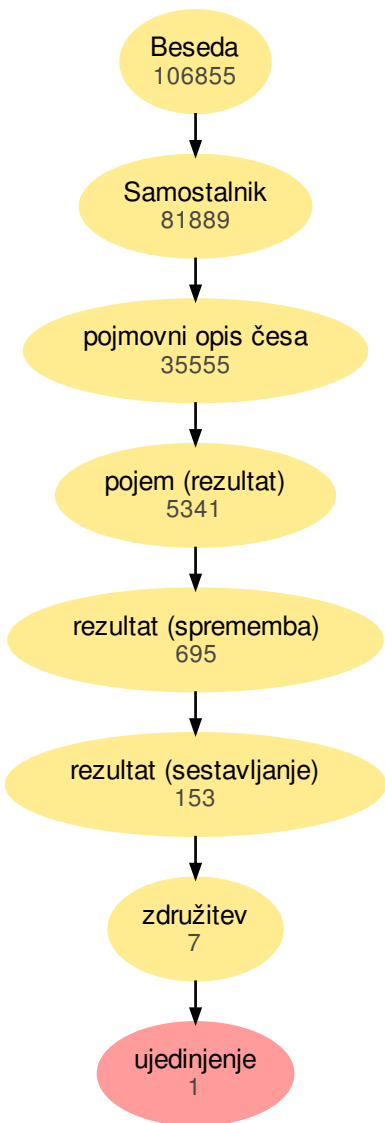 Beseda
106855
Samostalnik
81889
pojmovni opis česa
35555
pojem (rezultat)
5341
rezultat (sprememba)
695
rezultat (sestavljanje)
153
združitev
7
ujedinjenje
1